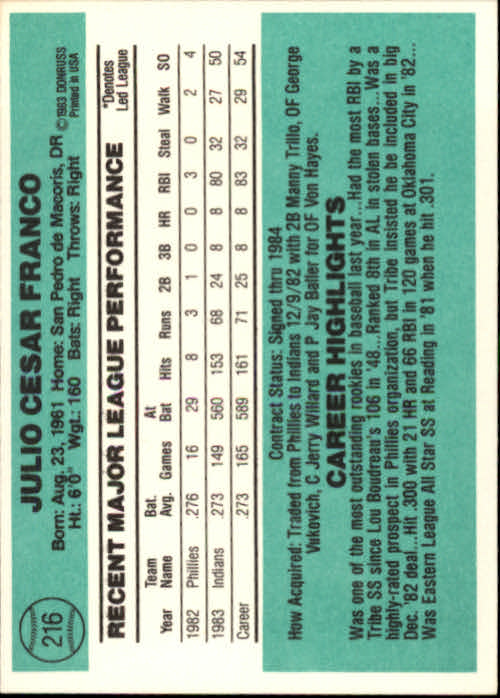 216
JULIO CESAR FRANCO
Born: Aug. 23, 1961 Home: San Pedro de Macoris, DR
Ht.: 6'0" Wgt.: 160 Bats: Right Throws: Right
©1983 DONRUSS
Printed in USA
RECENT MAJOR LEAGUE PERFORMANCE
*Denotes
Led League
Year Team Name Bat. Avg. Games At Bat Hits Runs 2B 3B HR RBI Steal Walk SO
1982 Phillies .276 16 29 8 3 1 0 0 3 0 2 4
1983 Indians .273 149 560 153 68 24 8 8 80 32 27 50
Career .273 165 589 161 71 25 8 8 83 32 29 54
Contract Status: Signed thru 1984
How Acquired: Traded from Phillies to Indians 12/9/82 with 2B Manny Trillo, OF George
Vukovich, C Jerry Willard and P Jay Baller for OF Von Hayes.
CAREER HIGHLIGHTS
Was one of the most outstanding rookies in baseball last year...Had the most RBI by a
Tribe SS since Lou Boudreau's 106 in '48...Ranked 8th in AL in stolen bases...Was a
highly-rated prospect in Phillies organization, but Tribe insisted he be included in big
Dec. '82 deal...Hit .300 with 21 HR and 66 RBI in 120 games at Oklahoma City in '82...
Was Eastern League All Star SS at Reading in '81 when he hit .301.